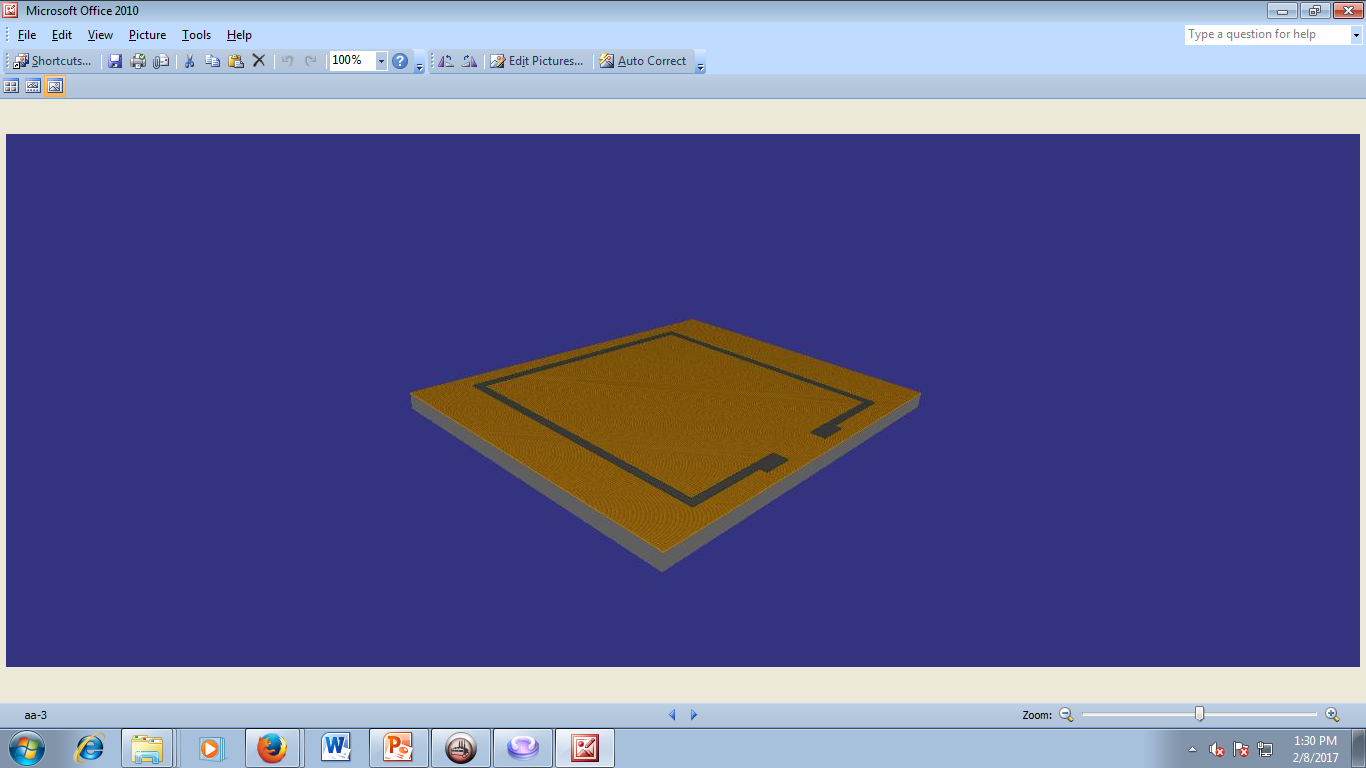 Microsoft Office 2010
File Edit View Picture Tools Help
Type a question for help
Shortcuts... 100% Edit Pictures... Auto Correct
aa-3
Zoom:
1:30 PM
2/8/2017